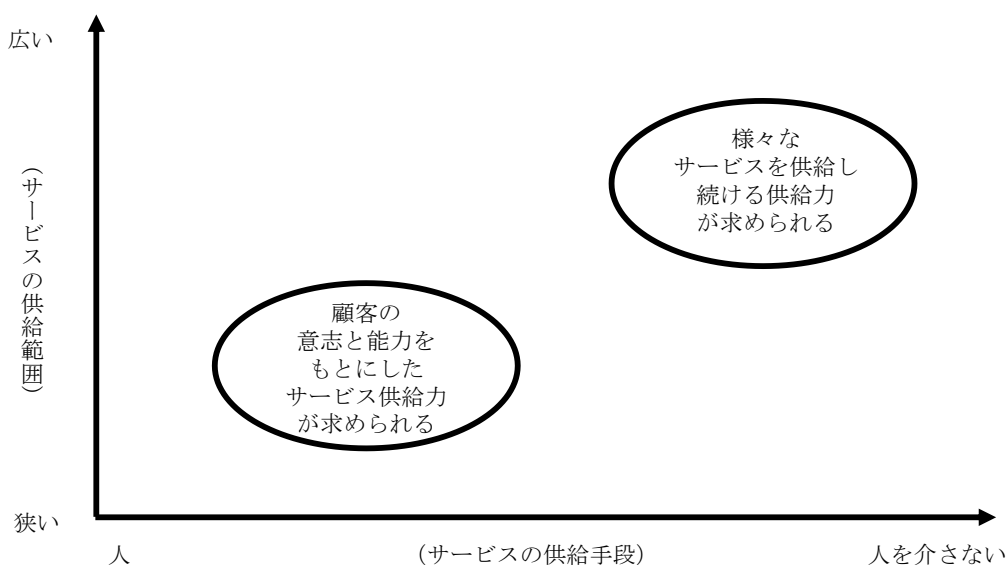 広い
様々な
サービスを供給し
続ける供給力
が求められる
(サービスの供給範囲)
顧客の
意志と能力を
もとにした
サービス供給力
が求められる
狭い
人
(サービスの供給手段)
人を介さない